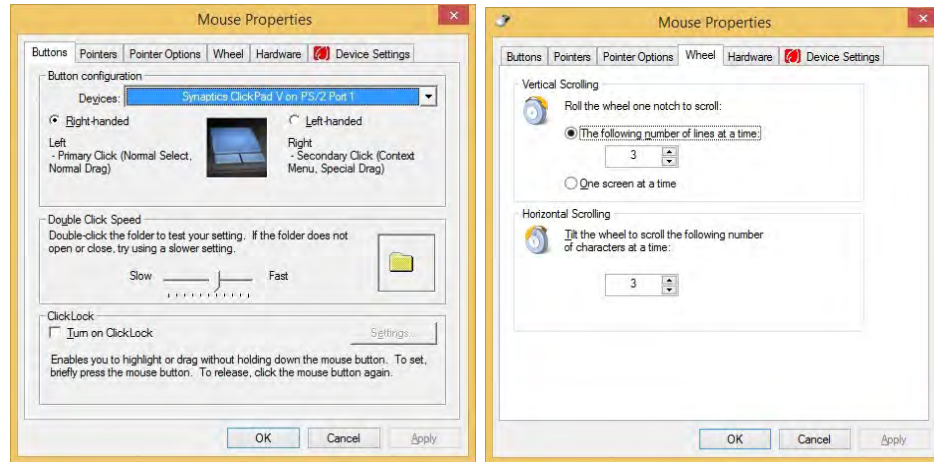 Mouse Properties
Buttons Pointers Pointer Options Wheel Hardware Device Settings
Button configuration
Devices: Synaptics ClickPad V on PS/2 Port 1
Right-handed Left-handed
Left
- Primary Click (Normal Select,
Normal Drag)
Right
- Secondary Click (Context
Menu, Special Drag)
Double Click Speed
Double-click the folder to test your setting. If the folder does not
open or close, try using a slower setting.
Slow Fast
ClickLock
Turn on ClickLock Settings...
Enables you to highlight or drag without holding down the mouse button. To set,
briefly press the mouse button. To release, click the mouse button again.
OK Cancel Apply
Mouse Properties
Buttons Pointers Pointer Options Wheel Hardware Device Settings
Vertical Scrolling
Roll the wheel one notch to scroll:
The following number of lines at a time:
3
One screen at a time
Horizontal Scrolling
Tilt the wheel to scroll the following number
of characters at a time:
3
OK Cancel Apply